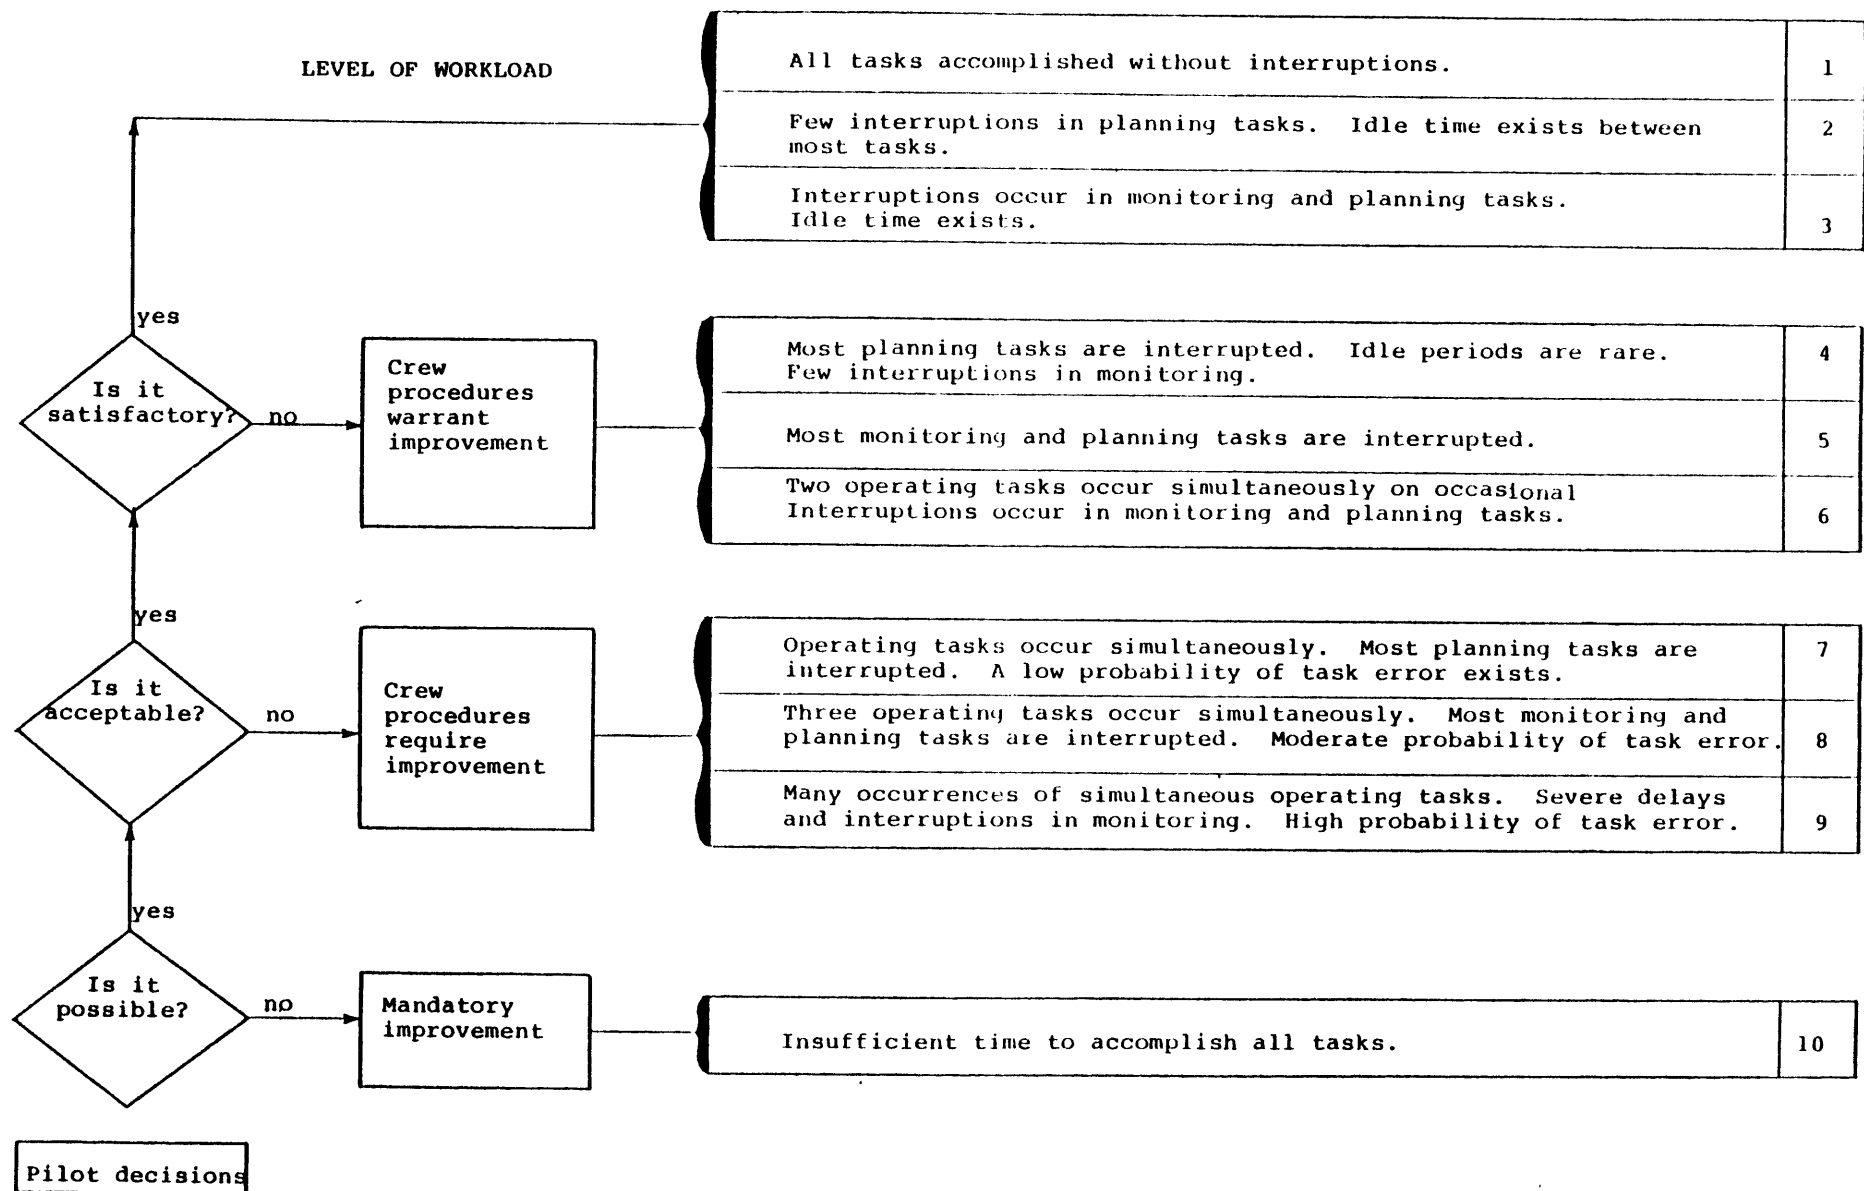 LEVEL OF WORKLOAD
All tasks accomplished without interruptions.
1
Few interruptions in planning tasks. Idle time exists between
most tasks.
2
Interruptions occur in monitoring and planning tasks.
Idle time exists.
3
yes
Is it
satisfactory?
no
Crew
procedures
warrant
improvement
Most planning tasks are interrupted. Idle periods are rare.
Few interruptions in monitoring.
4
Most monitoring and planning tasks are interrupted.
5
Two operating tasks occur simultaneously on occasional
Interruptions occur in monitoring and planning tasks.
6
yes
Is it
acceptable?
no
Crew
procedures
require
improvement
Operating tasks occur simultaneously. Most planning tasks are
interrupted. A low probability of task error exists.
7
Three operating tasks occur simultaneously. Most monitoring and
planning tasks are interrupted. Moderate probability of task error.
8
Many occurrences of simultaneous operating tasks. Severe delays
and interruptions in monitoring. High probability of task error.
9
yes
Is it
possible?
no
Mandatory
improvement
Insufficient time to accomplish all tasks.
10
Pilot decisions